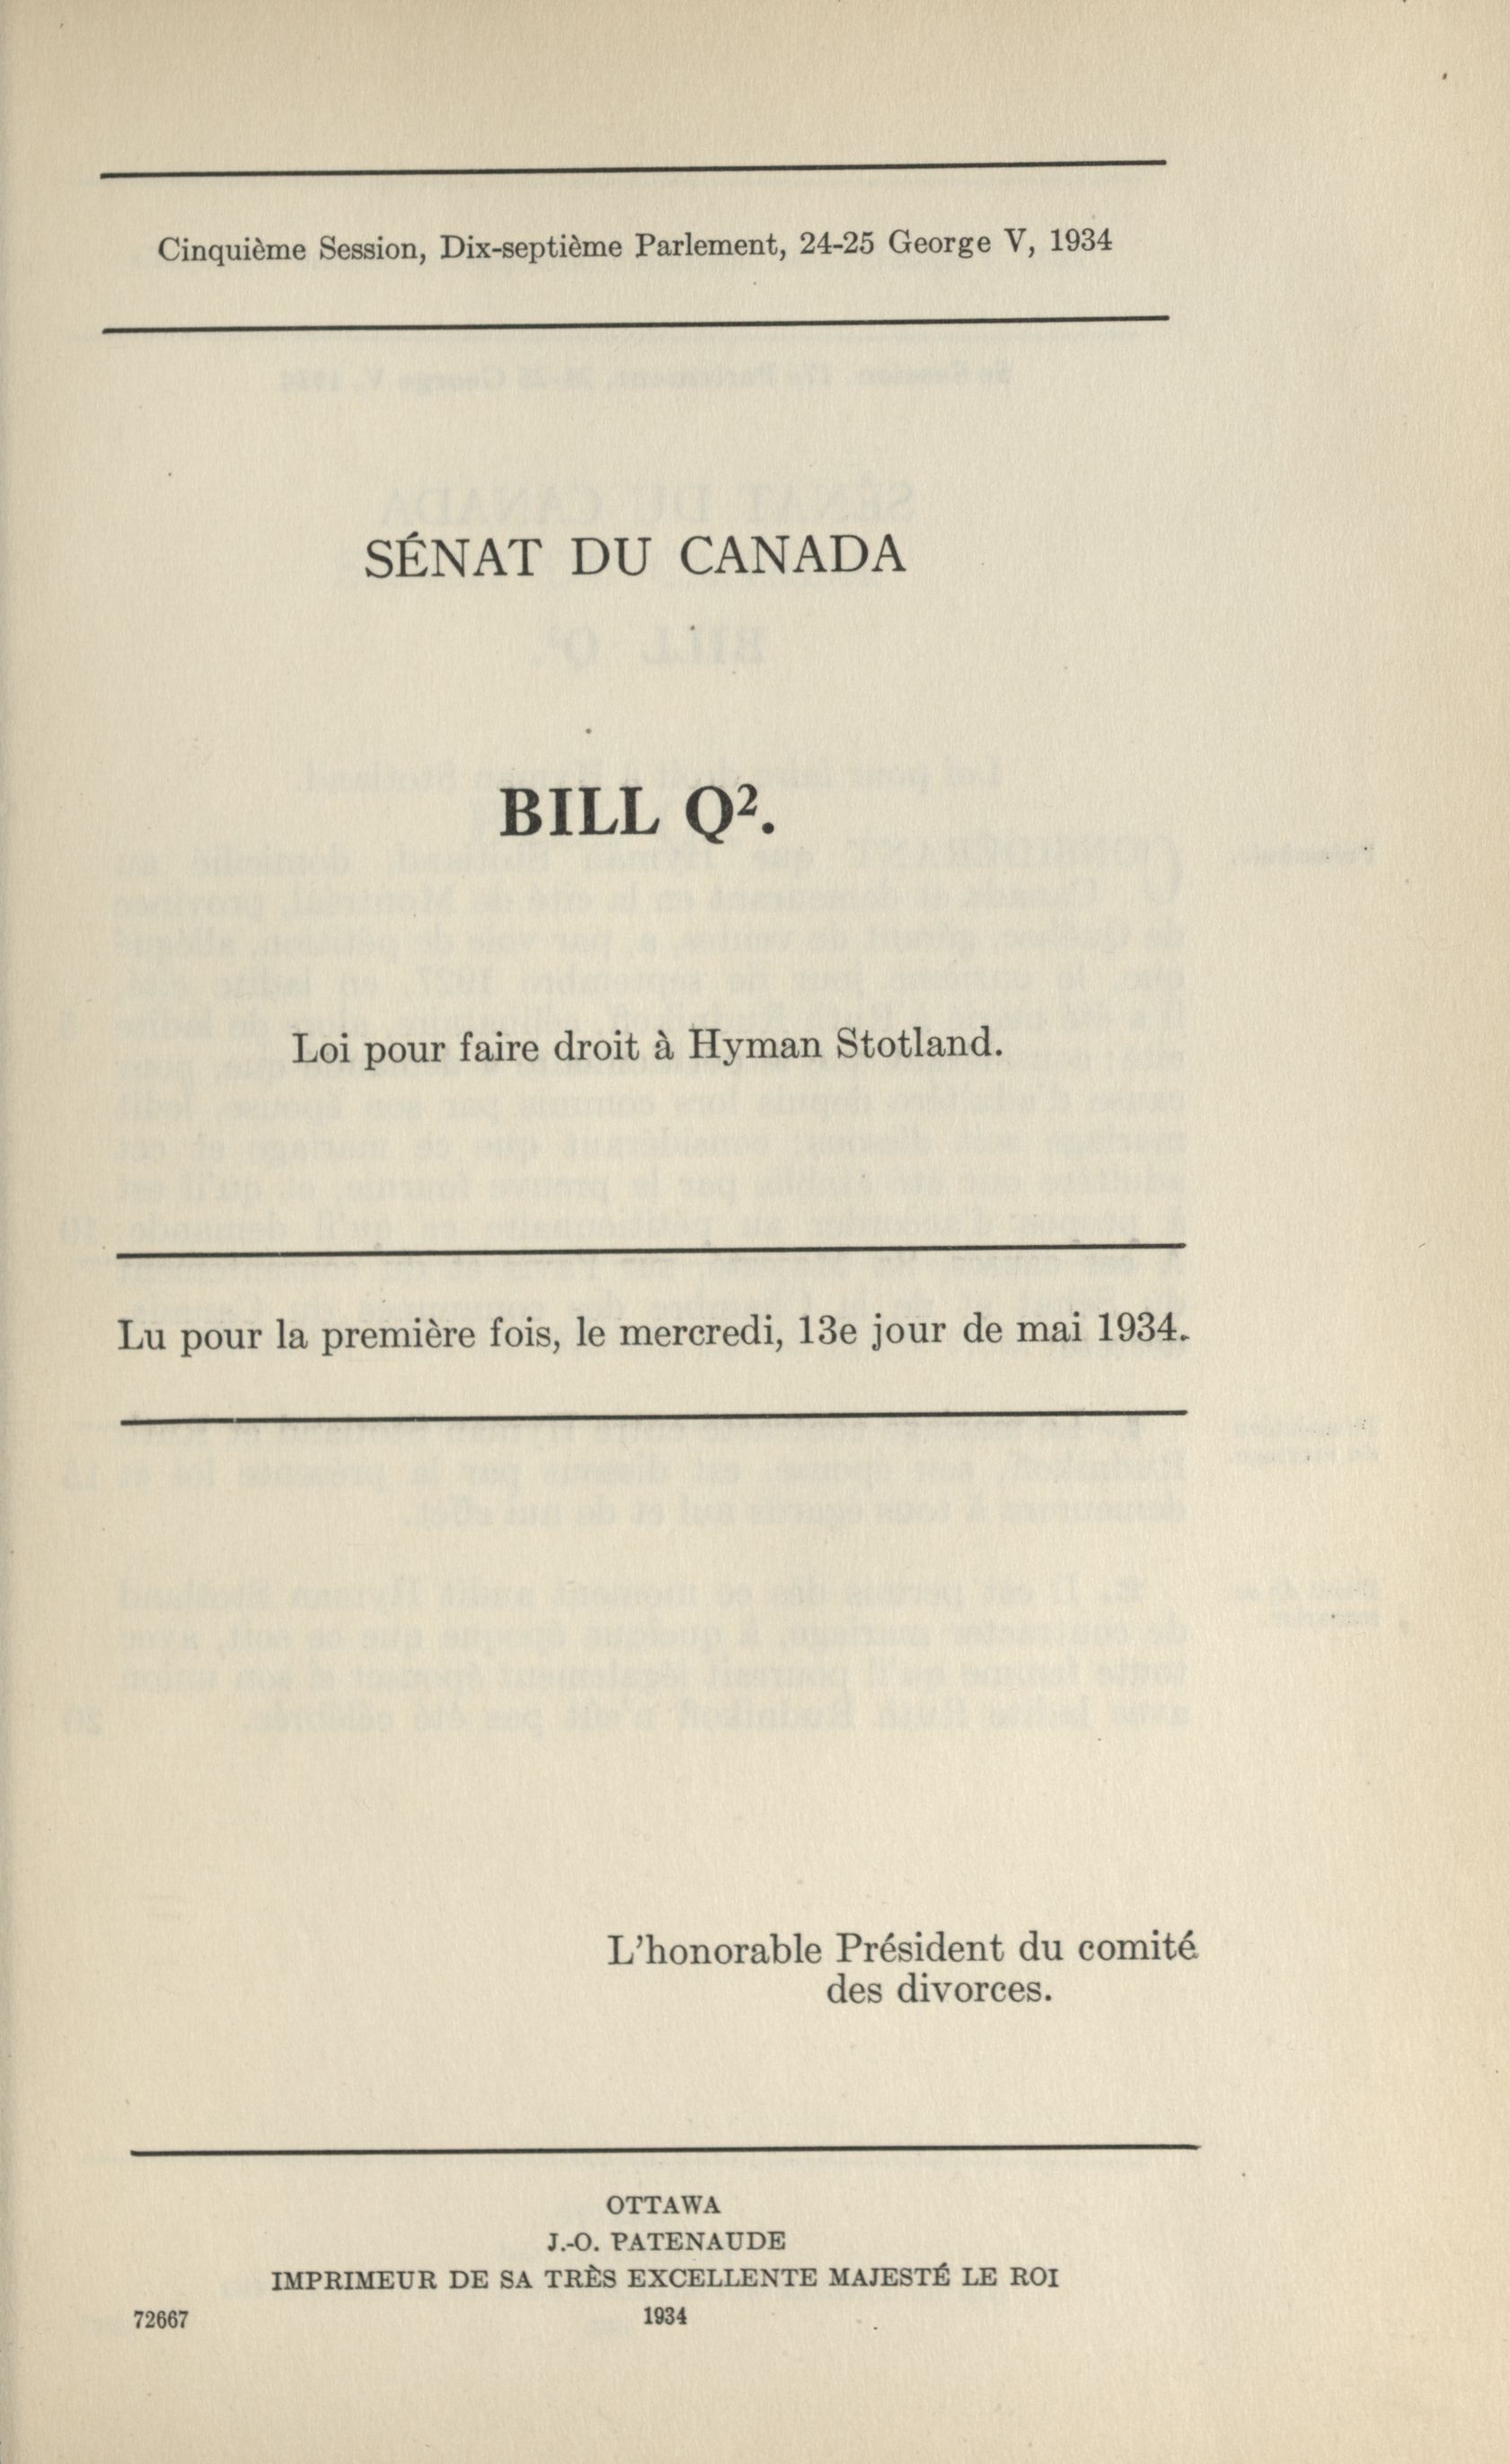 Cinquième Session, Dix-septième Parlement, 24-25 George V, 1934
SÉNAT DU CANADA
BILL Q².
Loi pour faire droit à Hyman Stotland.
Lu pour la première fois, le mercredi, 13e jour de mai 1934.
L'honorable Président du comité
des divorces.
OTTAWA
J.-O. PATENAUDE
IMPRIMEUR DE SA TRÈS EXCELLENTE MAJESTÉ LE ROI
72667 1934